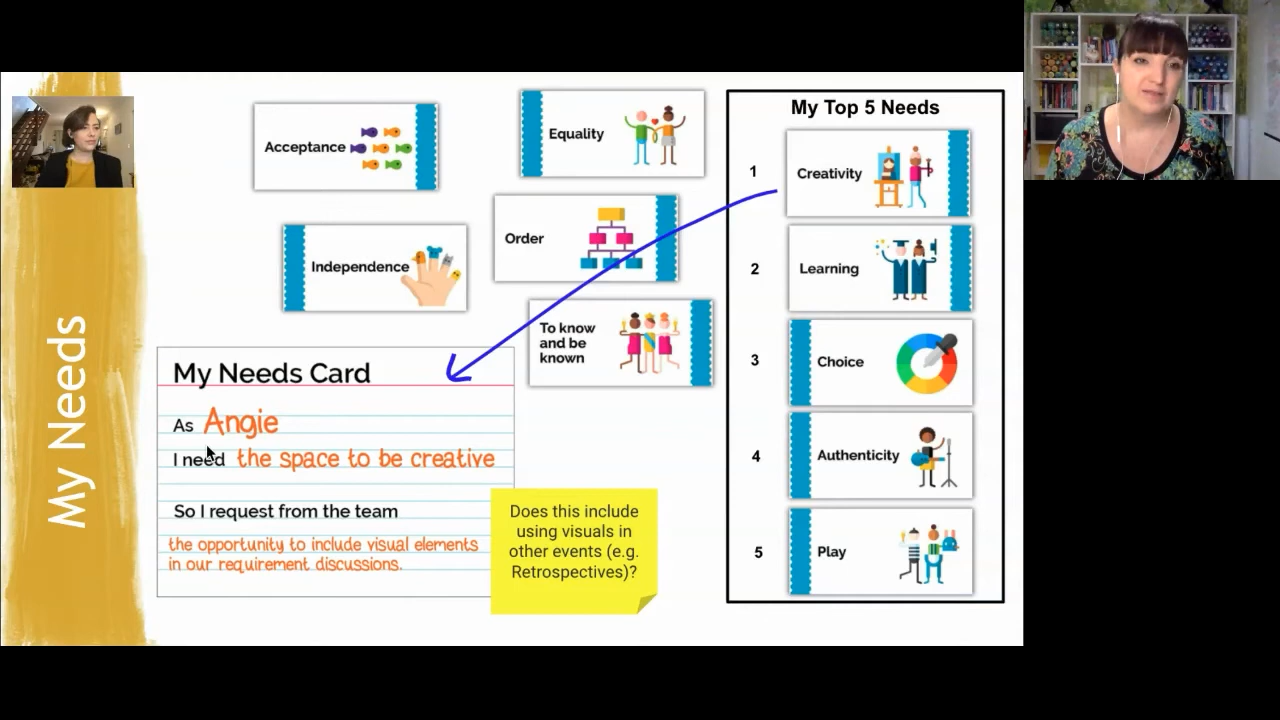 My Needs
Acceptance
Equality
Order
Independence
To know
and be
known
My Needs Card
As Angie
I need the space to be creative
So I request from the team
the opportunity to include visual elements
in our requirement discussions.
Does this include
using visuals in
other events (e.g.
Retrospectives)?
My Top 5 Needs
1 Creativity
2 Learning
3 Choice
4 Authenticity
5 Play